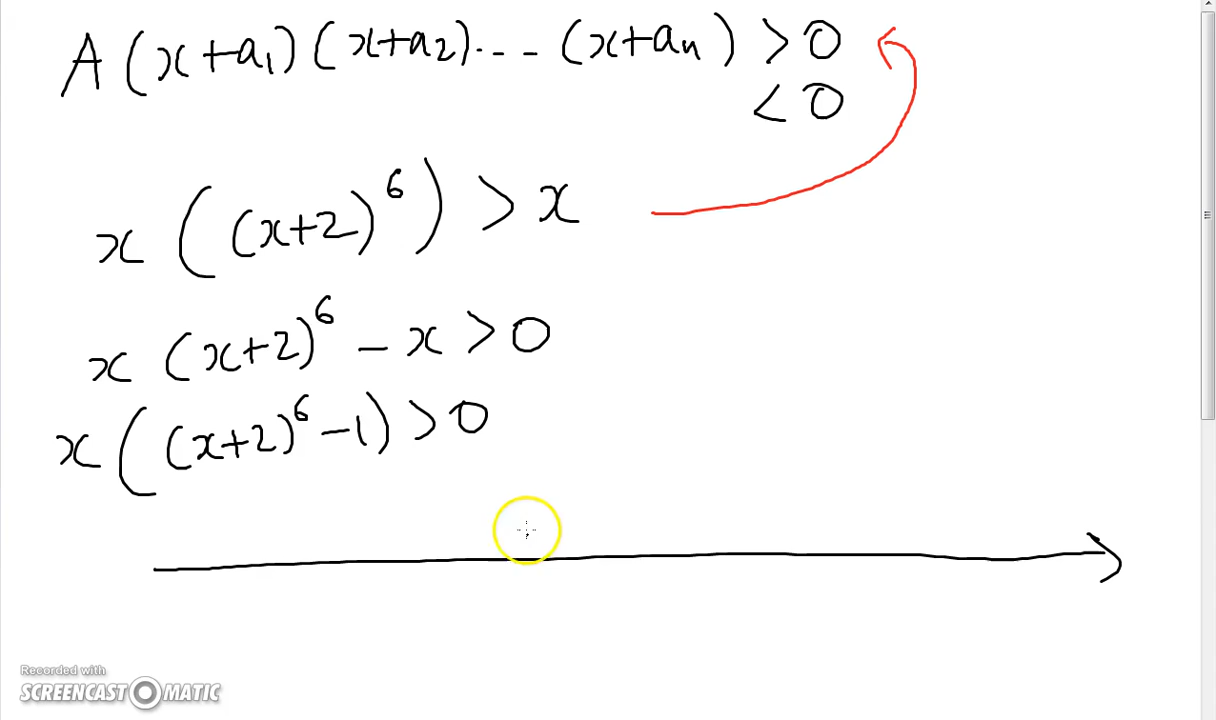 A(x+a₁)(x+a₂)..--(x+aₙ) >0
<0
x((x+2)⁶)>x
x(x+2)⁶-x>0
x((x+2)⁶-1)>0
Recorded with
SCREENCAST MATIC